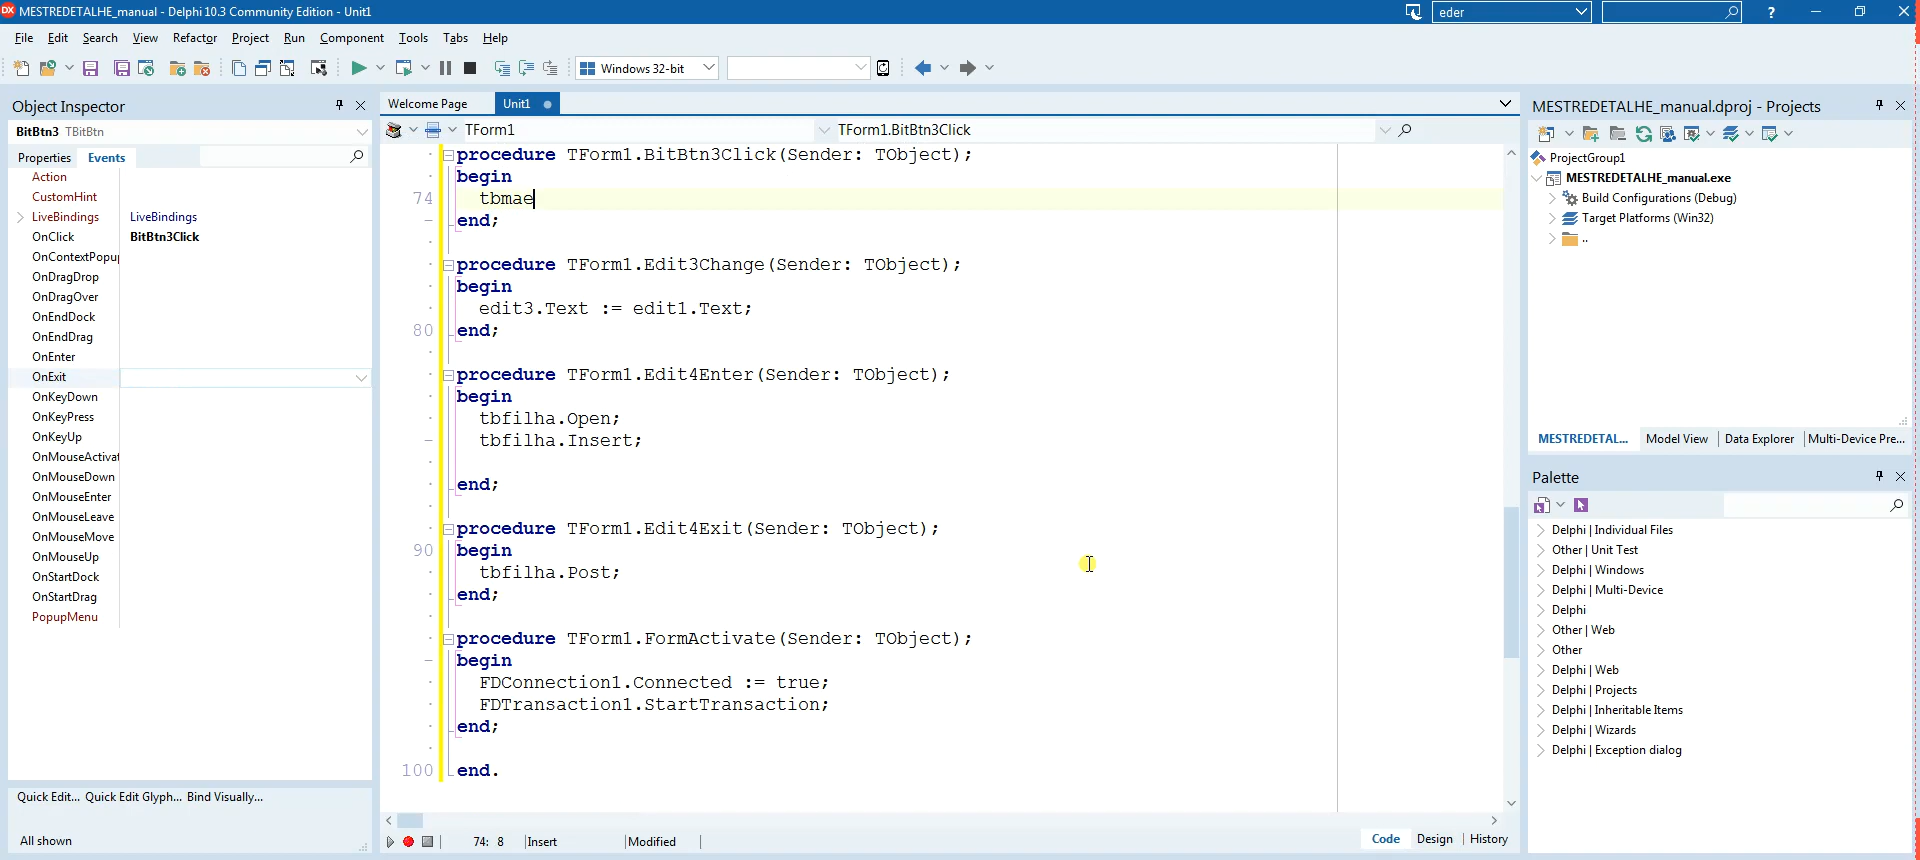 DX MESTREDETALHE_manual - Delphi 10.3 Community Edition - Unit1
eder
?
File Edit Search View Refactor Project Run Component Tools Tabs Help
Windows 32-bit
Object Inspector
BitBtn3 TBitBtn
Properties Events
Action
CustomHint
LiveBindings LiveBindings
OnClick BitBtn3Click
OnContextPopu
OnDragDrop
OnDragOver
OnEndDock
OnEndDrag
OnEnter
OnExit
OnKeyDown
OnKeyPress
OnKeyUp
OnMouseActivat
OnMouseDown
OnMouseEnter
OnMouseLeave
OnMouseMove
OnMouseUp
OnStartDock
OnStartDrag
PopupMenu
Quick Edit... Quick Edit Glyph... Bind Visually...
All shown
Welcome Page Unit1
TForm1 TForm1.BitBtn3Click
procedure TForm1.BitBtn3Click(Sender: TObject);
begin
74 tbmae
end;
procedure TForm1.Edit3Change(Sender: TObject);
begin
edit3.Text := edit1.Text;
80 end;
procedure TForm1.Edit4Enter(Sender: TObject);
begin
tbfilha.Open;
tbfilha.Insert;
end;
procedure TForm1.Edit4Exit(Sender: TObject);
90 begin
tbfilha.Post;
end;
procedure TForm1.FormActivate(Sender: TObject);
begin
FDConnection1.Connected := true;
FDTransaction1.StartTransaction;
end;
100 end.
74: 8 Insert Modified
Code Design History
MESTREDETALHE_manual.dproj - Projects
ProjectGroup1
MESTREDETALHE_manual.exe
Build Configurations (Debug)
Target Platforms (Win32)
..
MESTREDETAL... Model View Data Explorer Multi-Device Pre...
Palette
Delphi | Individual Files
Other | Unit Test
Delphi | Windows
Delphi | Multi-Device
Delphi
Other | Web
Other
Delphi | Web
Delphi | Projects
Delphi | Inheritable Items
Delphi | Wizards
Delphi | Exception dialog